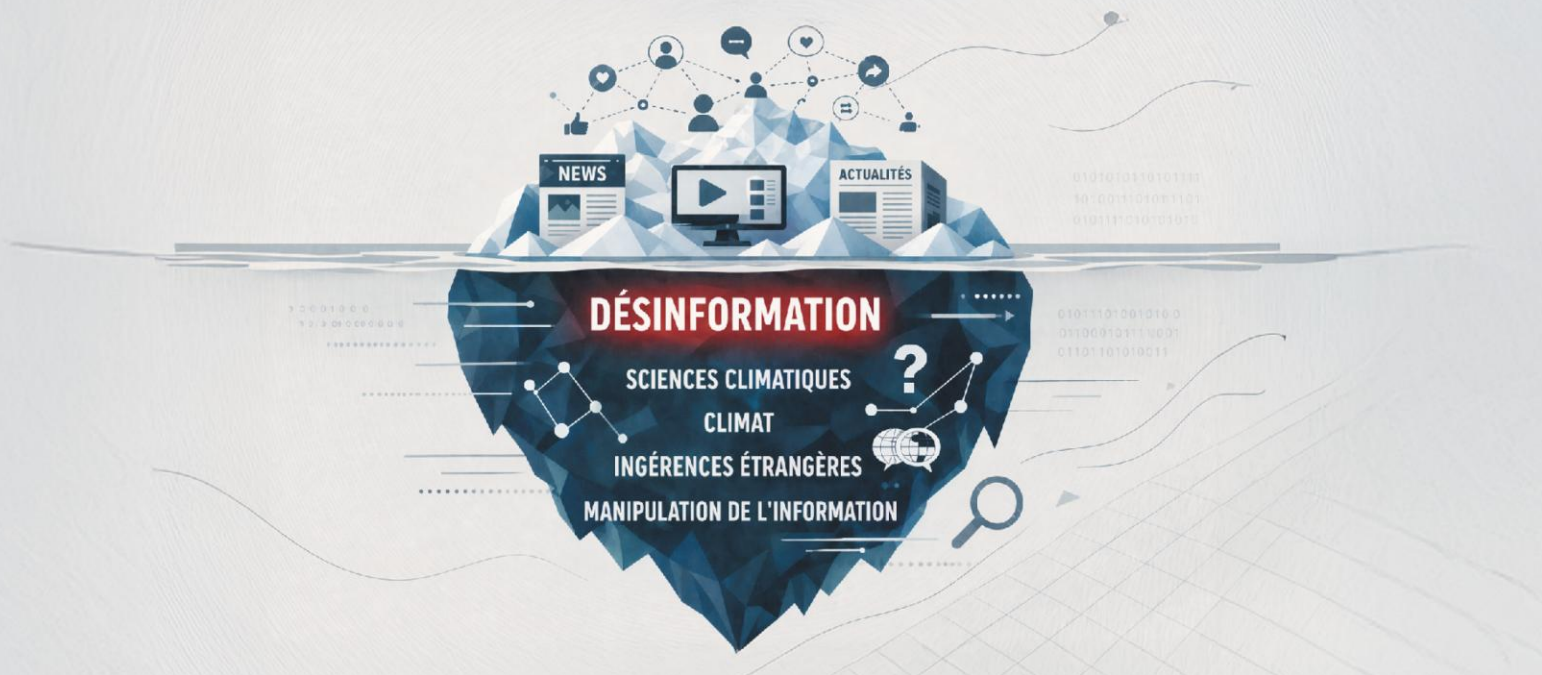 NEWS
ACTUALITÉS
DÉSINFORMATION
SCIENCES CLIMATIQUES
CLIMAT
INGÉRENCES ÉTRANGÈRES
MANIPULATION DE L'INFORMATION